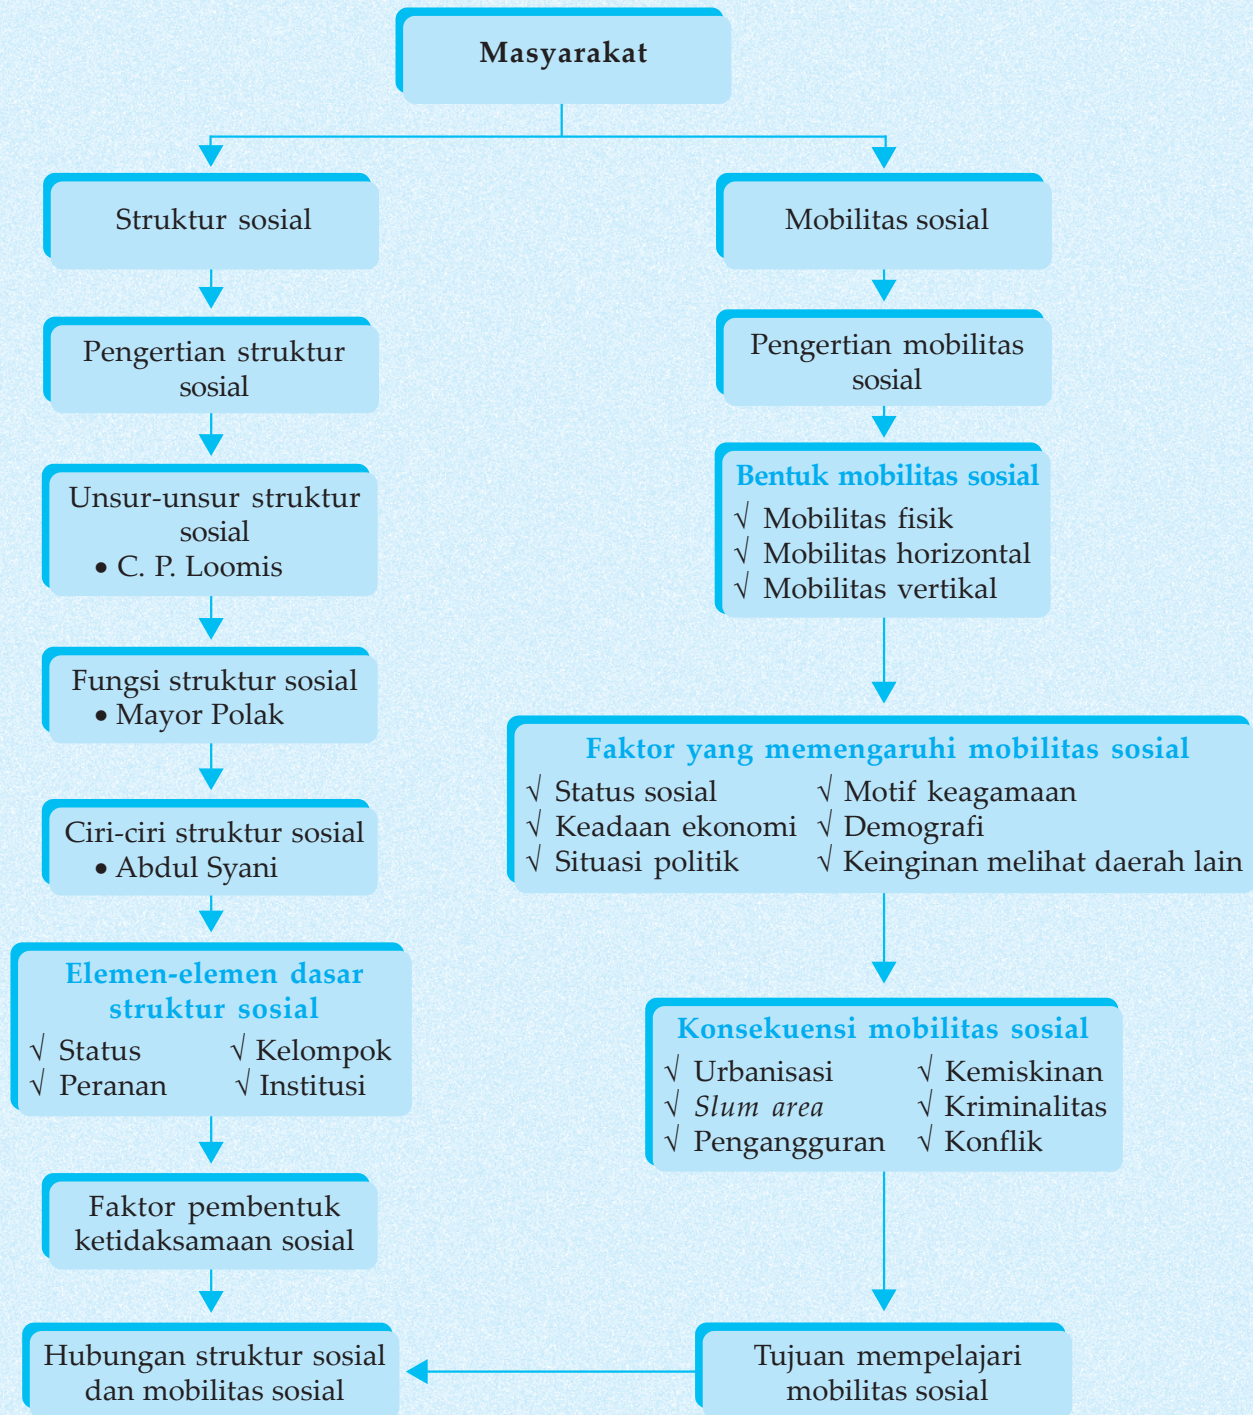 Masyarakat
Struktur sosial
Pengertian struktur
sosial
Unsur-unsur struktur
sosial
• C. P. Loomis
Fungsi struktur sosial
• Mayor Polak
Ciri-ciri struktur sosial
• Abdul Syani
Elemen-elemen dasar
struktur sosial
√ Status √ Kelompok
√ Peranan √ Institusi
Faktor pembentuk
ketidaksamaan sosial
Hubungan struktur sosial
dan mobilitas sosial
Mobilitas sosial
Pengertian mobilitas
sosial
Bentuk mobilitas sosial
√ Mobilitas fisik
√ Mobilitas horizontal
√ Mobilitas vertikal
Faktor yang memengaruhi mobilitas sosial
√ Status sosial √ Motif keagamaan
√ Keadaan ekonomi √ Demografi
√ Situasi politik √ Keinginan melihat daerah lain
Konsekuensi mobilitas sosial
√ Urbanisasi √ Kemiskinan
√ Slum area √ Kriminalitas
√ Pengangguran √ Konflik
Tujuan mempelajari
mobilitas sosial